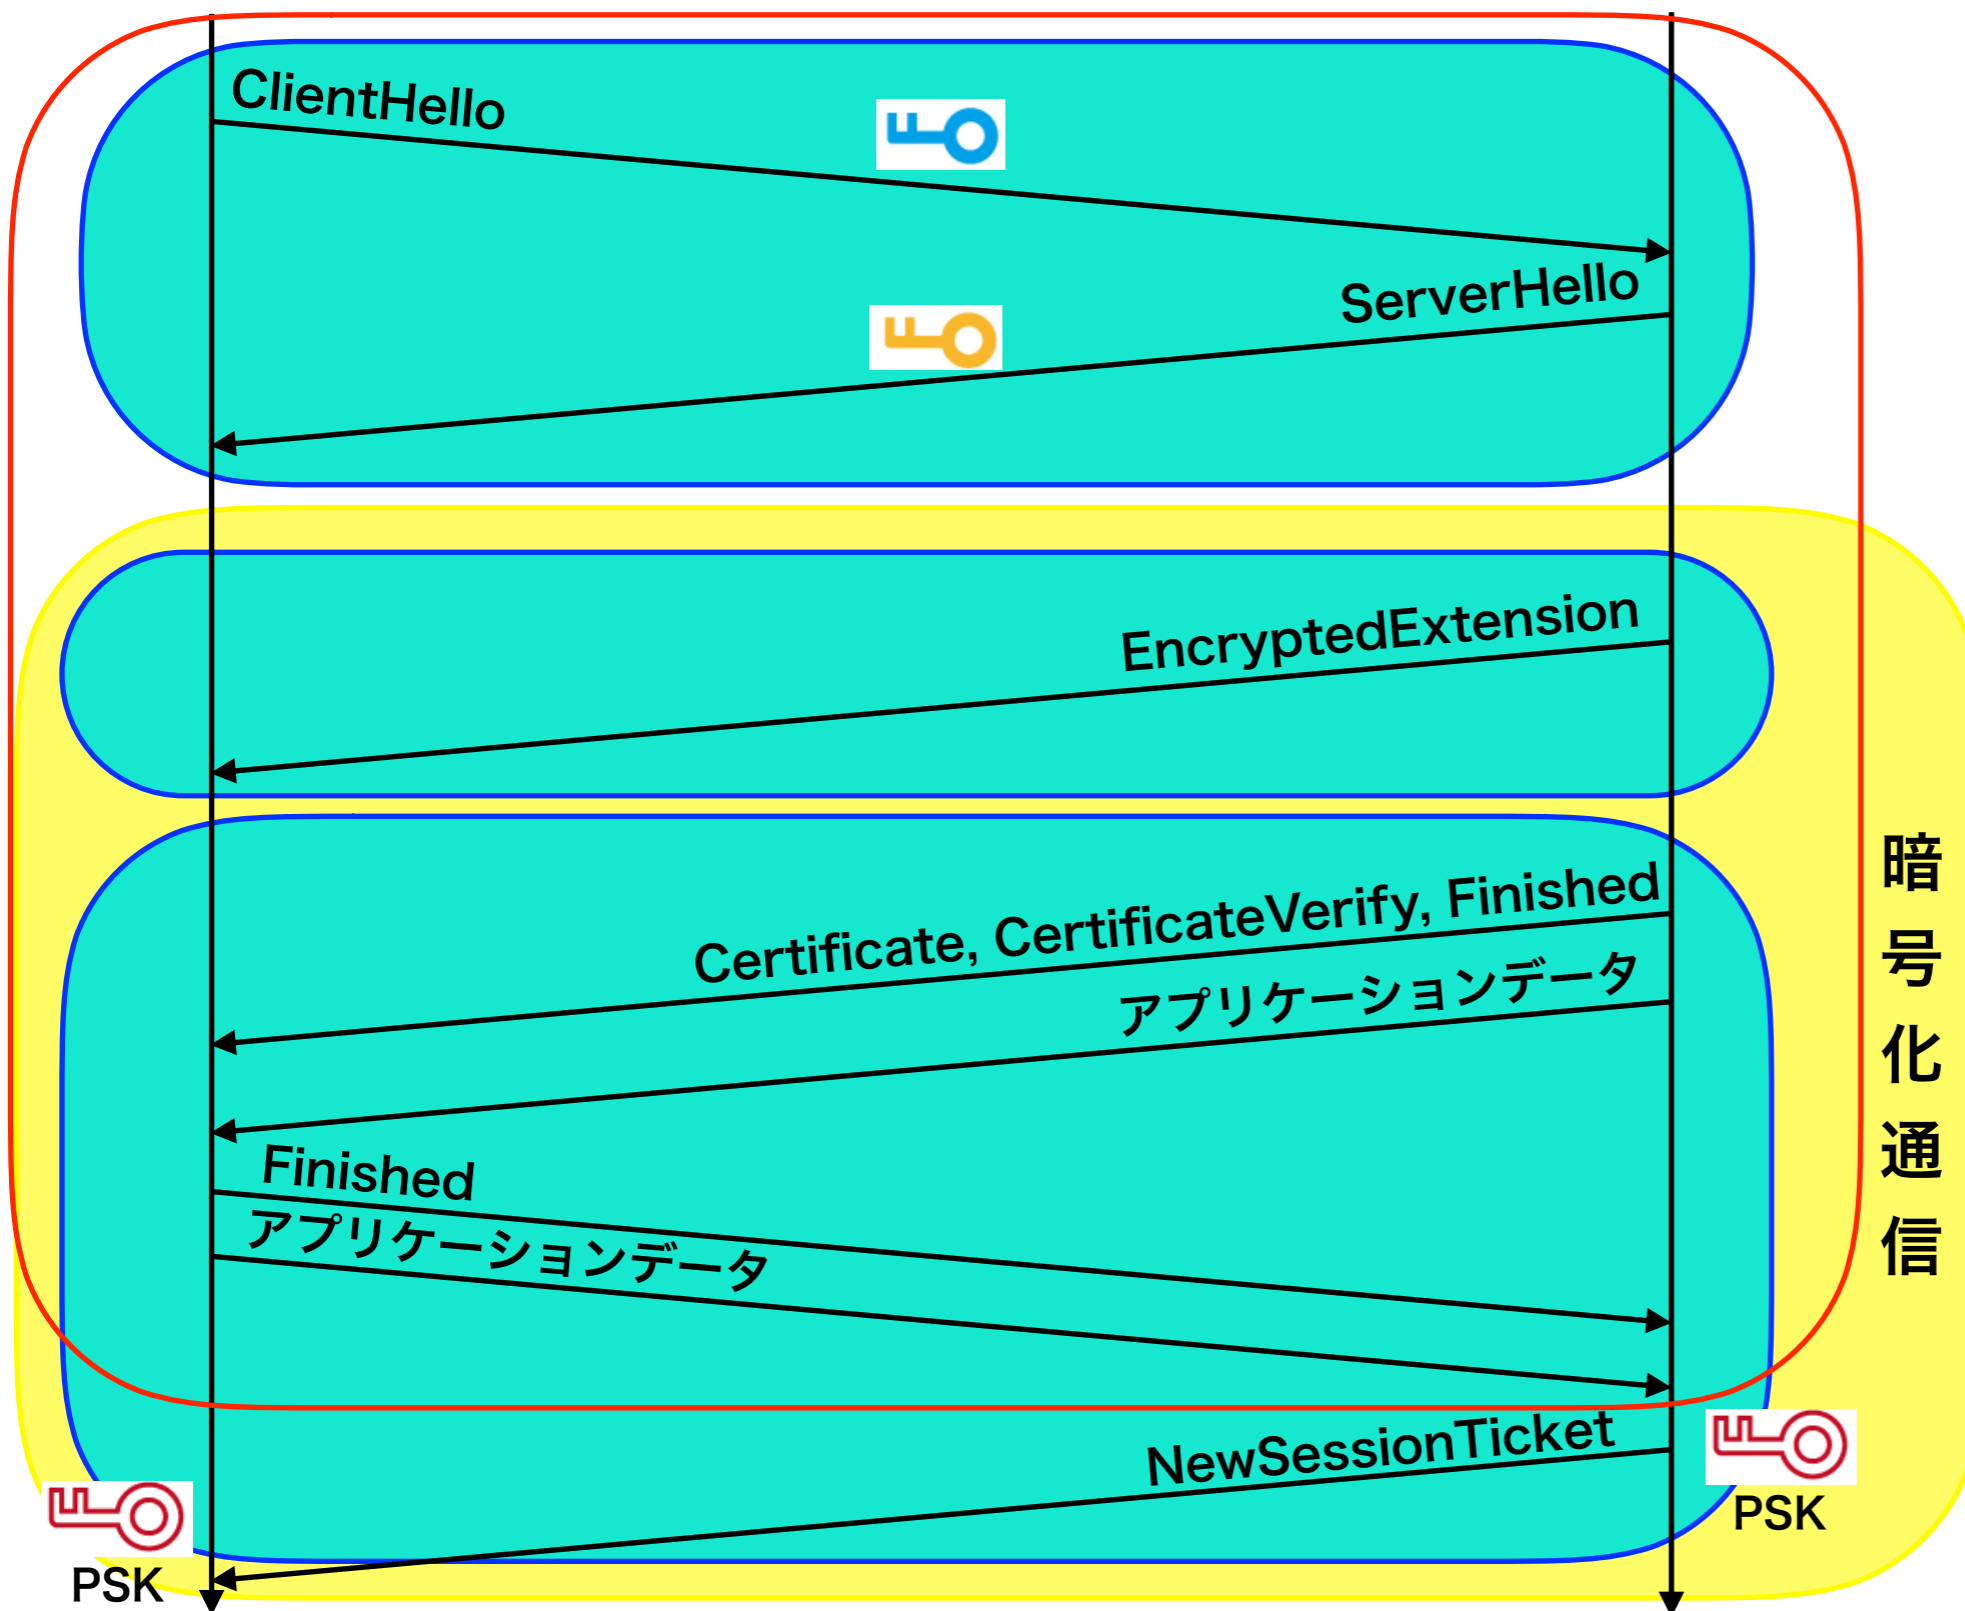 ClientHello
ServerHello
EncryptedExtension
Certificate, CertificateVerify, Finished
アプリケーションデータ
Finished
アプリケーションデータ
NewSessionTicket
PSK
PSK
暗号化通信